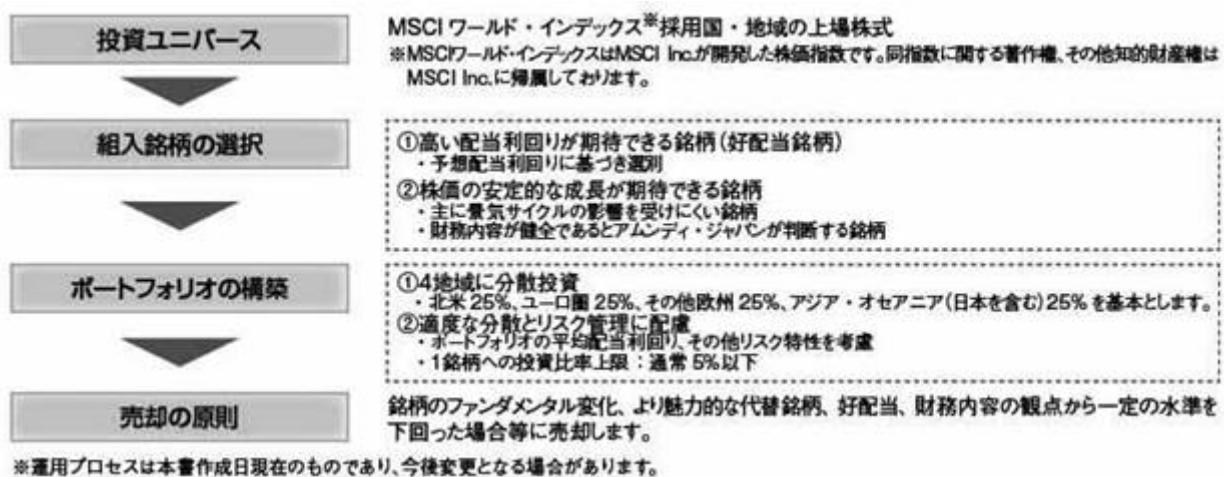 投資ユニバース
MSCI ワールド・インデックス※採用国・地域の上場株式
※MSCIワールド・インデックスはMSCI Inc.が開発した株価指数です。同指数に関する著作権、その他知的財産権は
MSCI Inc.に帰属しております。
組入銘柄の選択
①高い配当利回りが期待できる銘柄(好配当銘柄)
・予想配当利回りに基づき選別
②株価の安定的な成長が期待できる銘柄
・主に景気サイクルの影響を受けにくい銘柄
・財務内容が健全であるとアムンディ・ジャパンが判断する銘柄
ポートフォリオの構築
①4地域に分散投資
・北米 25%、ユーロ圏 25%、その他欧州 25%、アジア・オセアニア(日本を含む)25% を基本とします。
②適度な分散とリスク管理に配慮
・ポートフォリオの平均配当利回り、その他リスク特性を考慮
・1銘柄への投資比率上限：通常 5%以下
売却の原則
銘柄のファンダメンタル変化、より魅力的な代替銘柄、好配当、財務内容の観点から一定の水準を
下回った場合等に売却します。
※運用プロセスは本書作成日現在のものであり、今後変更となる場合があります。